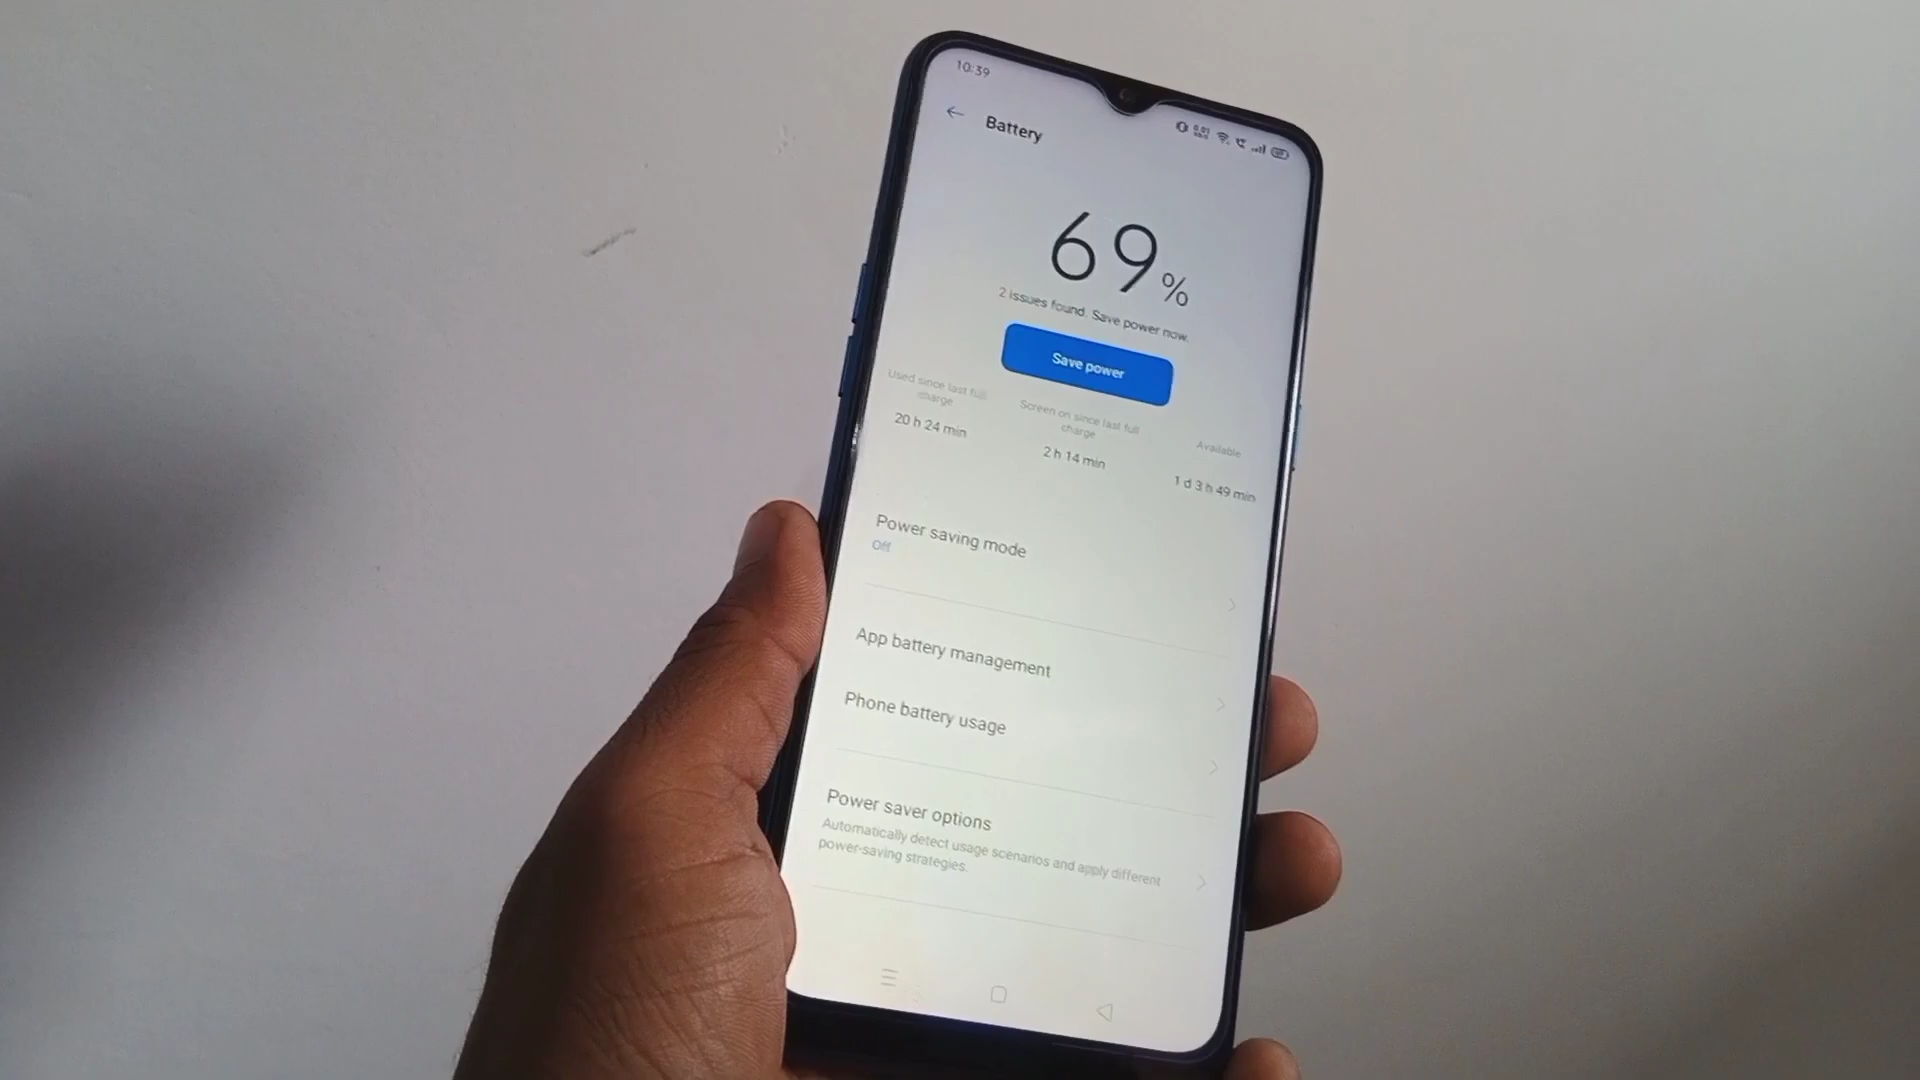 10:39
Battery
69%
2 issues found. Save power now.
Save power
Used since last full
charge
20 h 24 min
Screen on since last full
charge
2 h 14 min
Available
1 d 3 h 49 min
Power saving mode
Off
App battery management
Phone battery usage
Power saver options
Automatically detect usage scenarios and apply different
power-saving strategies.